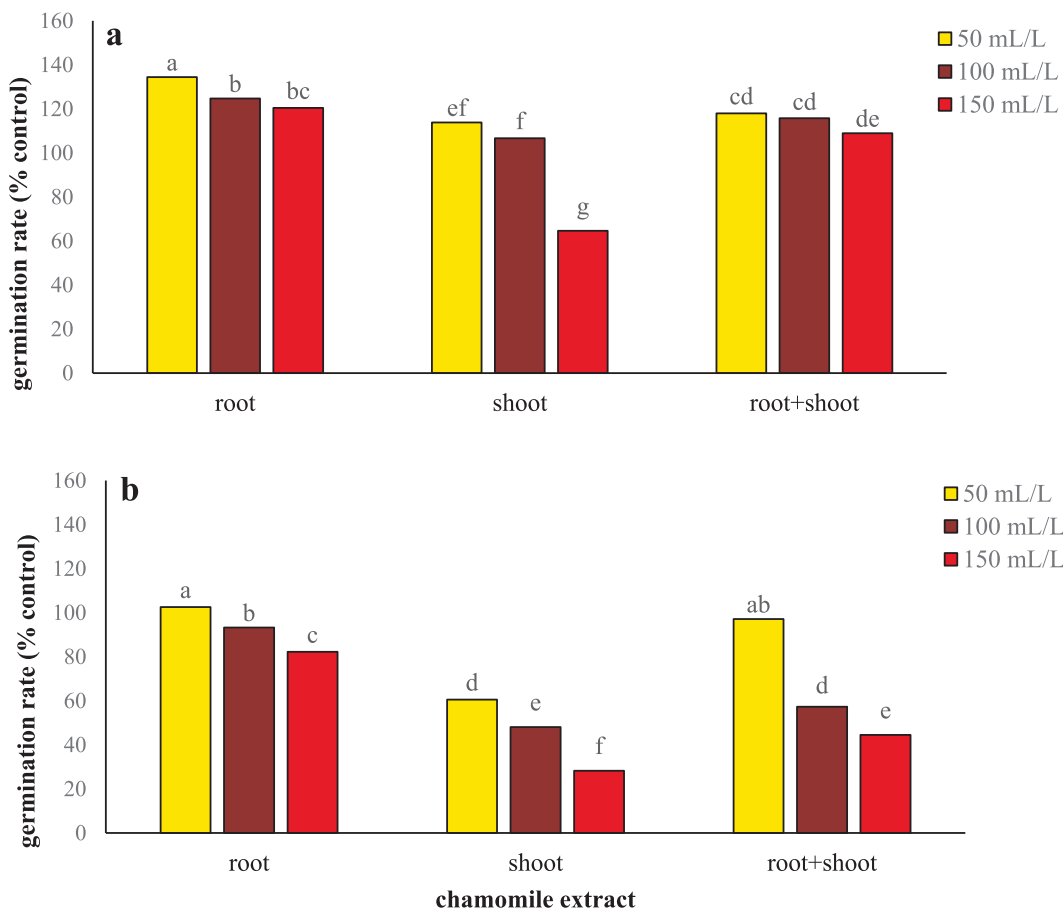 a
germination rate (% control)
160
140
120
100
80
60
40
20
0
a
b
bc
ef
f
g
cd
cd
de
root
shoot
root+shoot
50 mL/L
100 mL/L
150 mL/L
b
germination rate (% control)
160
140
120
100
80
60
40
20
0
a
b
c
d
e
f
ab
d
e
root
shoot
root+shoot
50 mL/L
100 mL/L
150 mL/L
chamomile extract